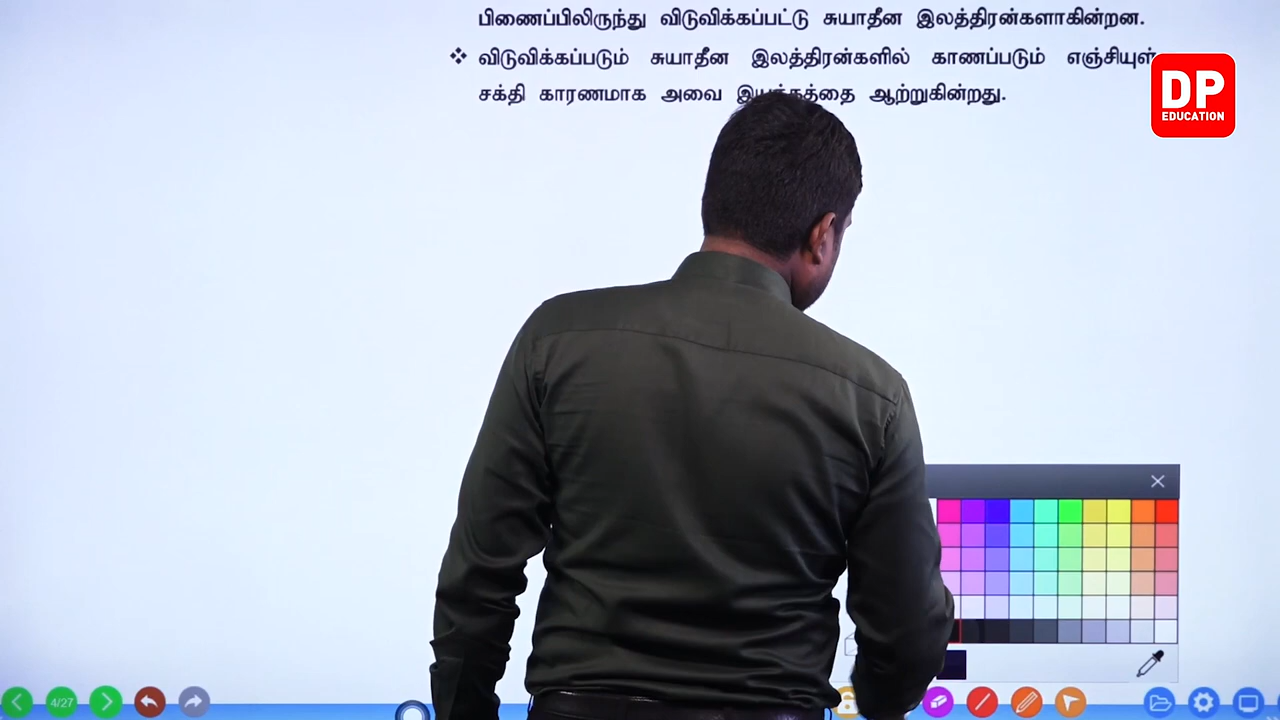 பிணைப்பிலிருந்து விடுவிக்கப்பட்டு சுயாதீன இலத்திரன்களாகின்றன.
❖ விடுவிக்கப்படும் சுயாதீன இலத்திரன்களில் காணப்படும் எஞ்சியுள்
சக்தி காரணமாக அவை இயக்கத்தை ஆற்றுகின்றது.
DP
EDUCATION
4/27